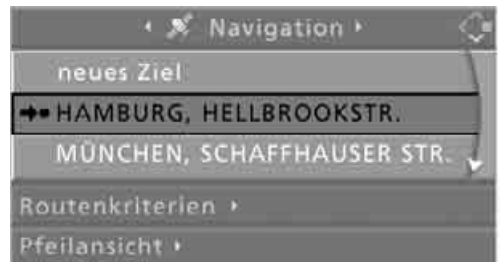 Navigation
neues Ziel
HAMBURG, HELLBROOKSTR.
MÜNCHEN, SCHAFFHAUSER STR.
Routenkriterien
Pfeilansicht